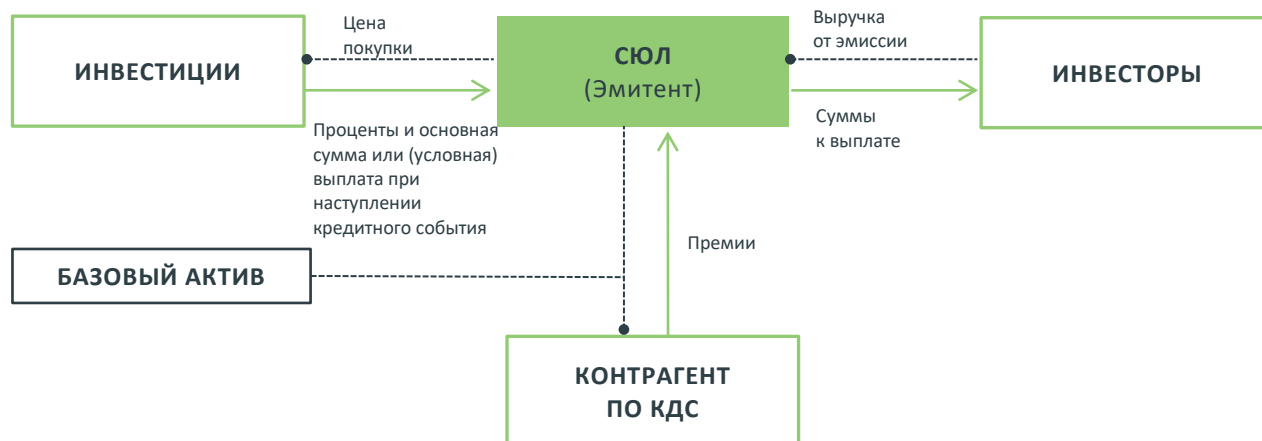 Цена
покупки
Выручка
от эмиссии
ИНВЕСТИЦИИ
СЮЛ
(Эмитент)
ИНВЕСТОРЫ
Проценты и основная
сумма или (условная)
выплата при
наступлении
кредитного события
Суммы
к выплате
Премии
БАЗОВЫЙ АКТИВ
КОНТРАГЕНТ
ПО КДС